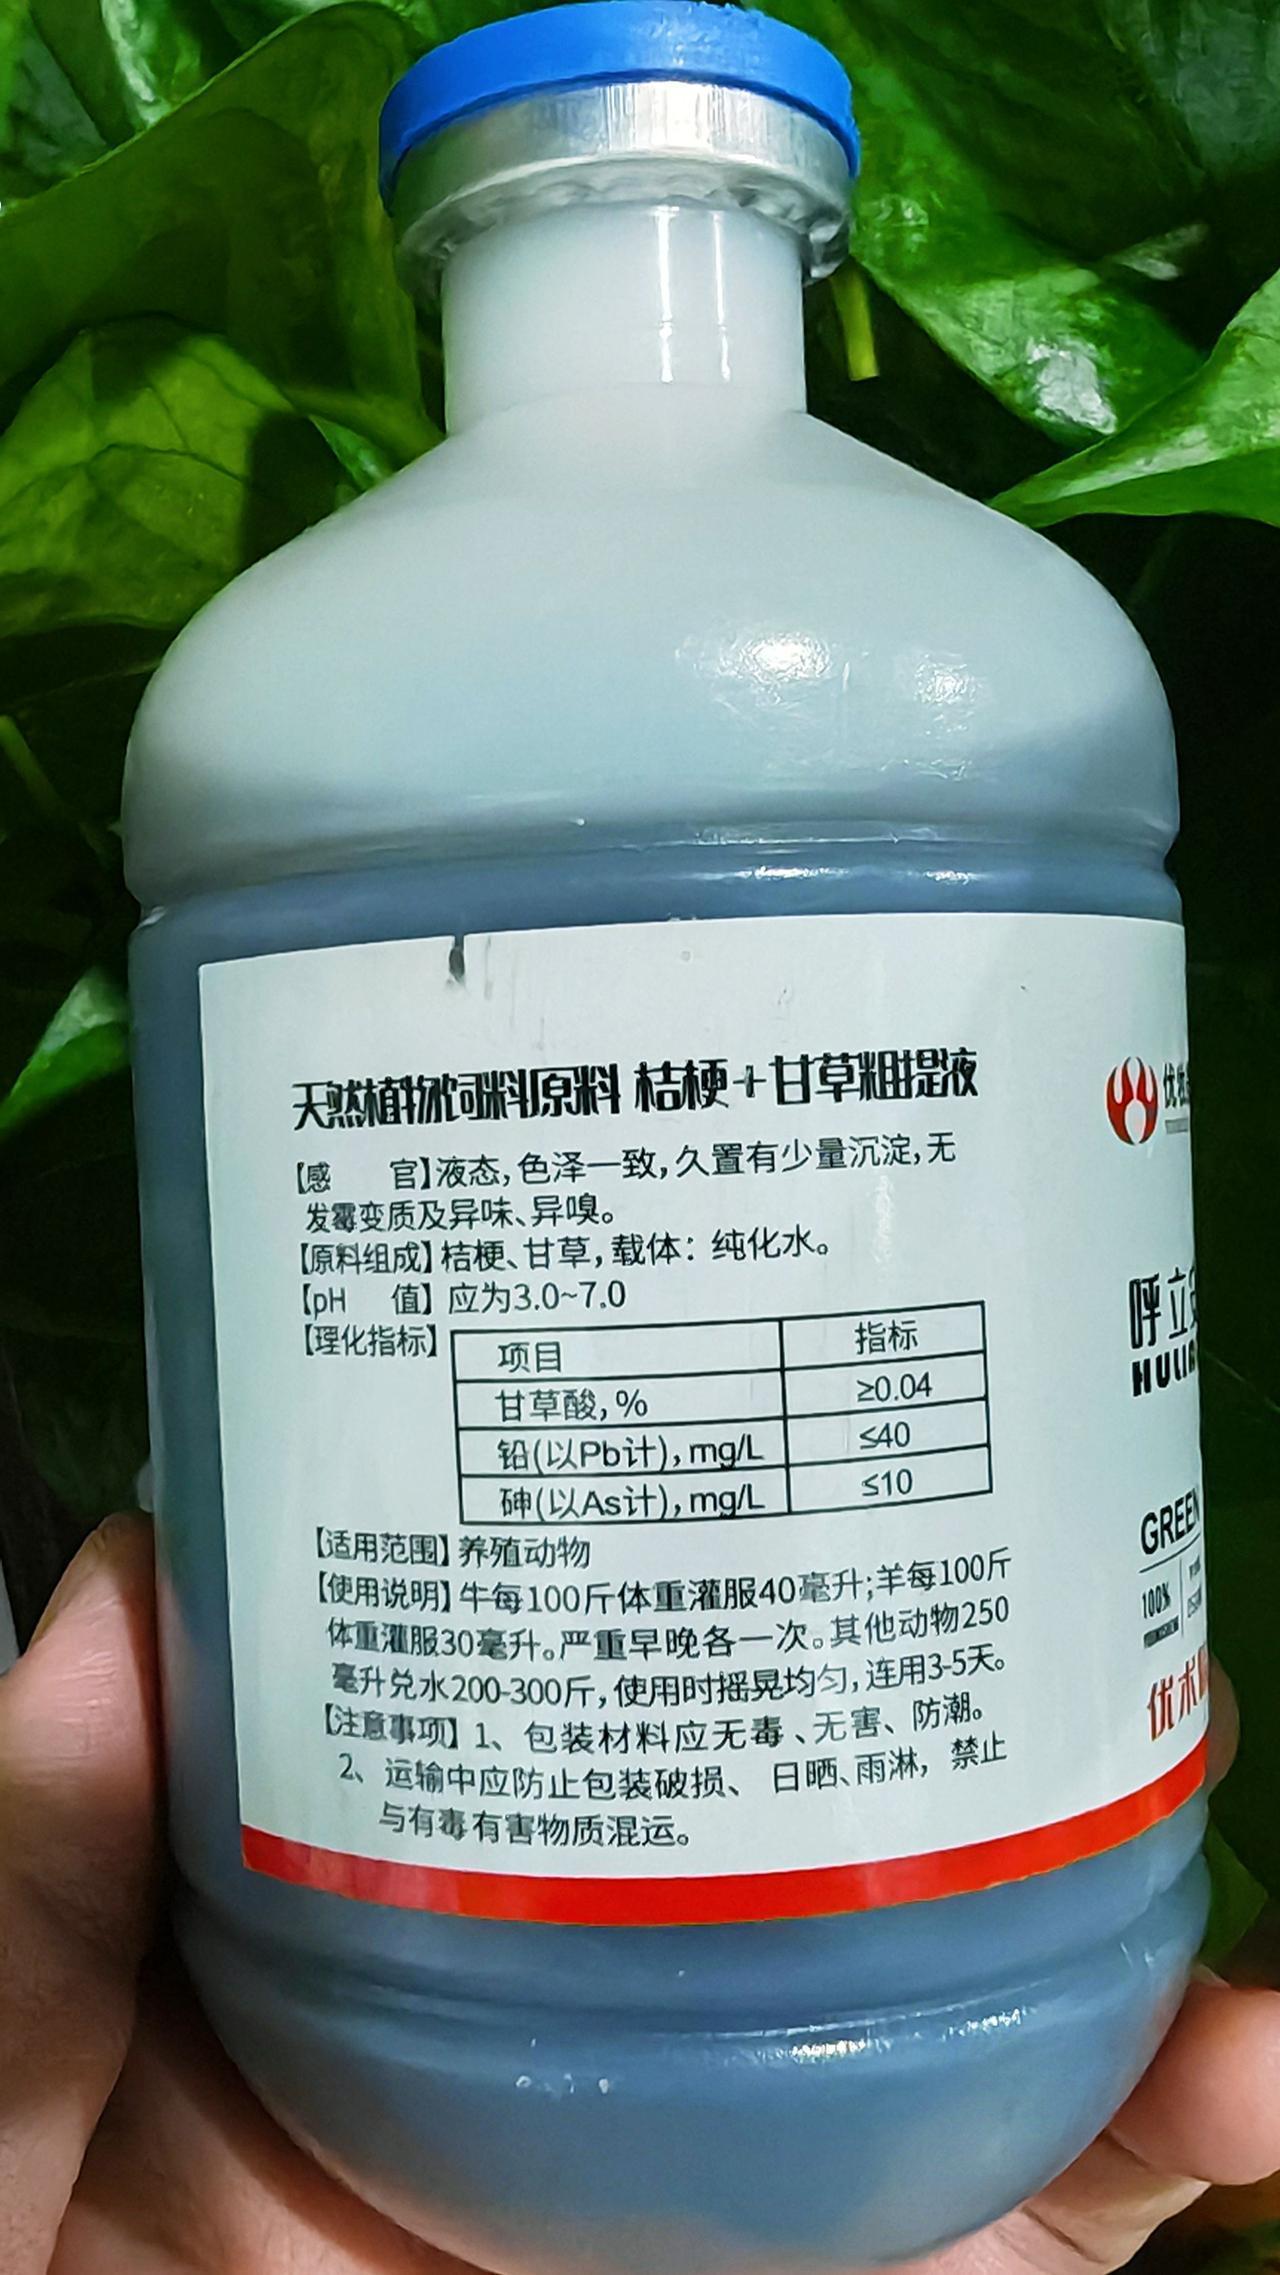 天然植物饲料原料 桔梗+甘草粗提液
【感 官】液态,色泽一致,久置有少量沉淀,无
发霉变质及异味、异嗅。
【原料组成】桔梗、甘草,载体：纯化水。
【pH 值】应为3.0~7.0
【理化指标】
项目 指标
甘草酸,% ≥0.04
铅(以Pb计),mg/L ≤40
砷(以As计),mg/L ≤10
【适用范围】养殖动物
【使用说明】牛每100斤体重灌服40毫升;羊每100斤
体重灌服30毫升。严重早晚各一次。其他动物250
毫升兑水200-300斤,使用时摇晃均匀,连用3-5天。
【注意事项】1、包装材料应无毒、无害、防潮。
2、运输中应防止包装破损、日晒、雨淋,禁止
与有毒有害物质混运。
优牧
呼立
HULI
GREEN
100%
优术